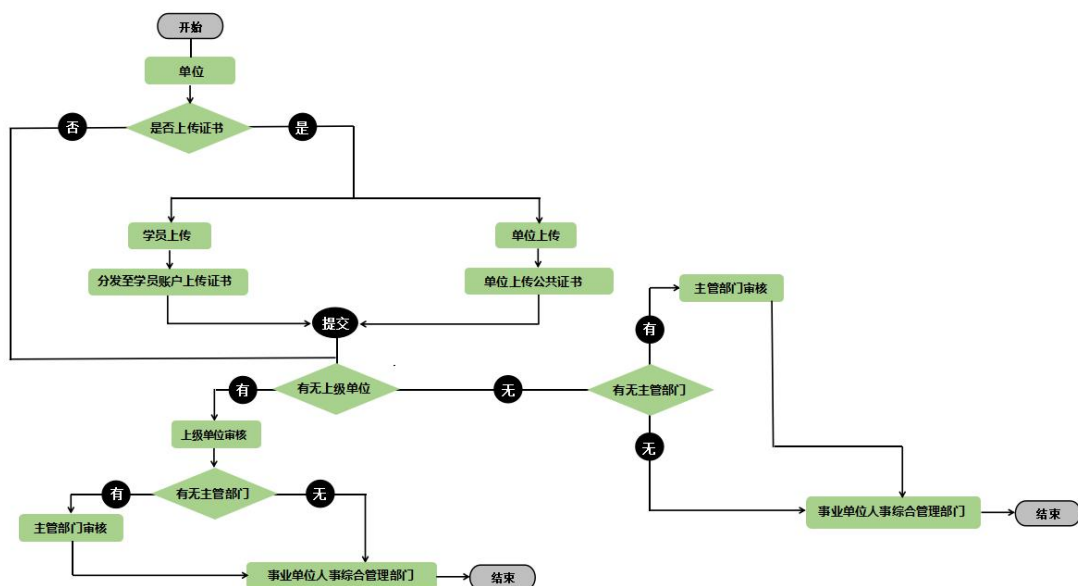 开始
单位
是否上传证书
否
是
学员上传
单位上传
分发至学员账户上传证书
单位上传公共证书
主管部门审核
提交
有
有无上级单位
有
无
有无主管部门
上级单位审核
无
有无主管部门
有
无
主管部门审核
事业单位人事综合管理部门
结束
事业单位人事综合管理部门
结束